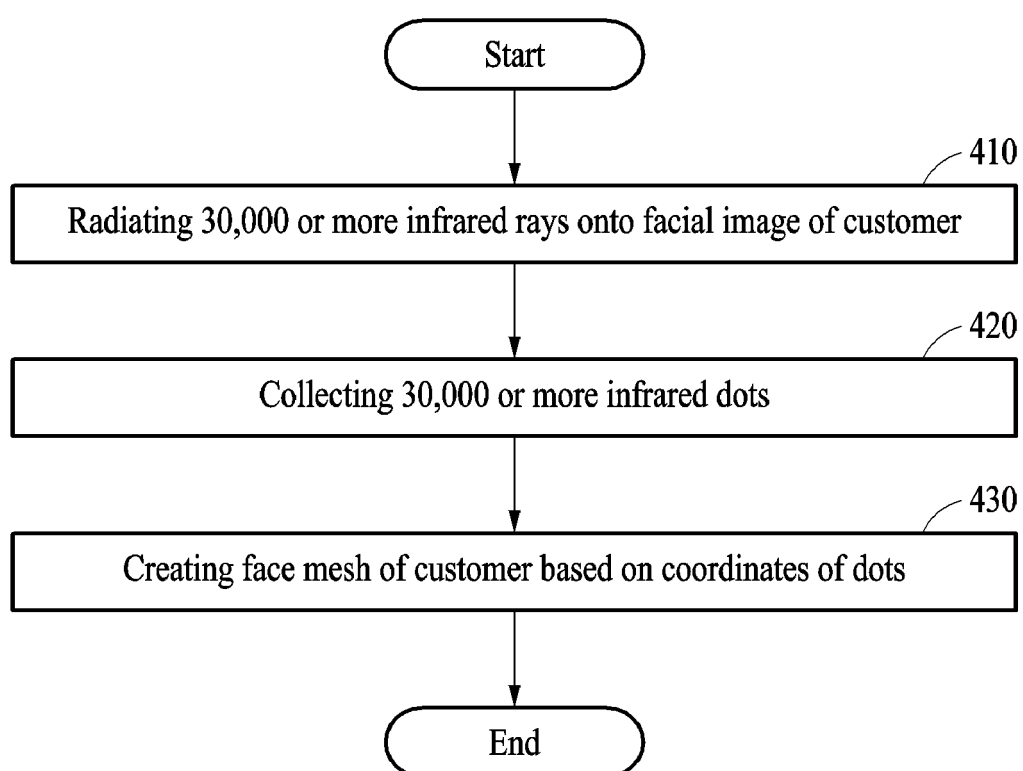 Start
410
Radiating 30,000 or more infrared rays onto facial image of customer
420
Collecting 30,000 or more infrared dots
430
Creating face mesh of customer based on coordinates of dots
End